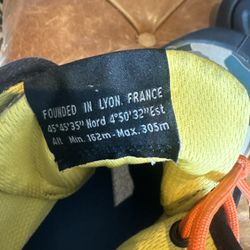 FOUNDED IN LYON, FRANCE
45°45'35" Nord 4°50'32" Est
Alt Min. 162m - Max. 305m